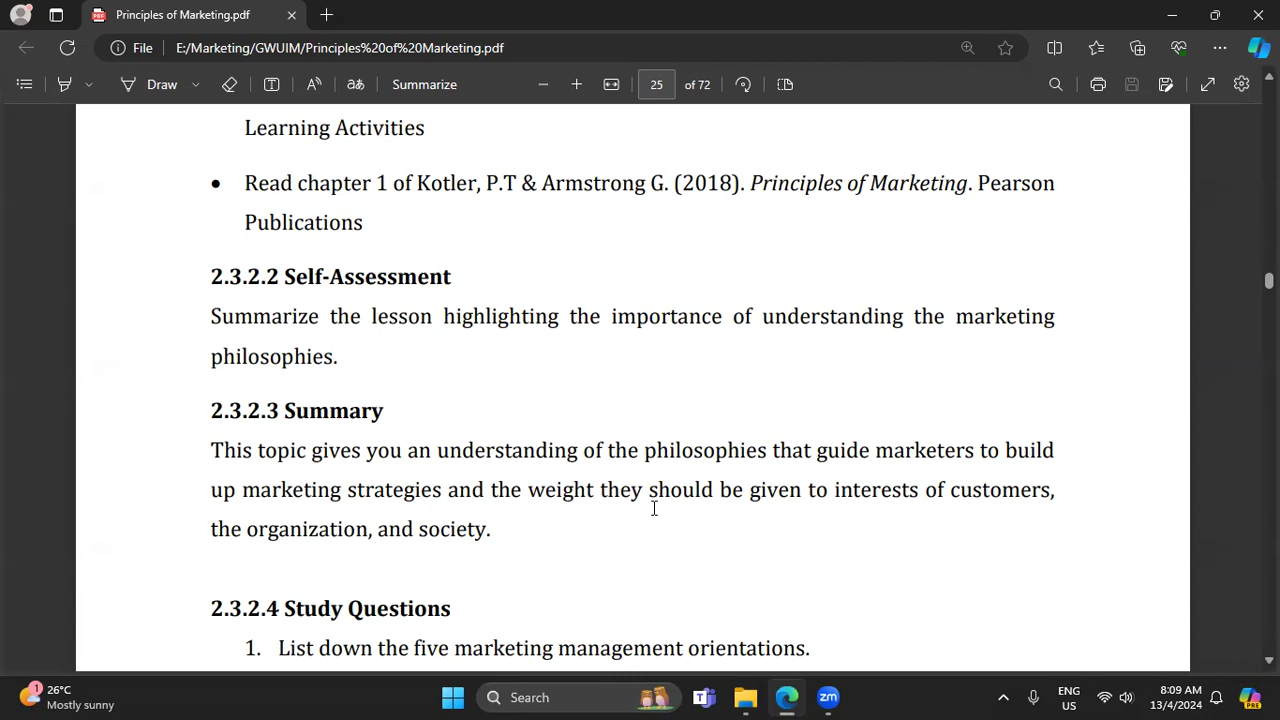 Principles of Marketing.pdf
File E:/Marketing/GWUIM/Principles%20of%20Marketing.pdf
Draw Summarize 25 of 72
Learning Activities
• Read chapter 1 of Kotler, P.T & Armstrong G. (2018). Principles of Marketing. Pearson
Publications
2.3.2.2 Self-Assessment
Summarize the lesson highlighting the importance of understanding the marketing
philosophies.
2.3.2.3 Summary
This topic gives you an understanding of the philosophies that guide marketers to build
up marketing strategies and the weight they should be given to interests of customers,
the organization, and society.
2.3.2.4 Study Questions
1. List down the five marketing management orientations.
1
26°C
Mostly sunny
Search
zm
ENG
US
8:09 AM
13/4/2024
PRE